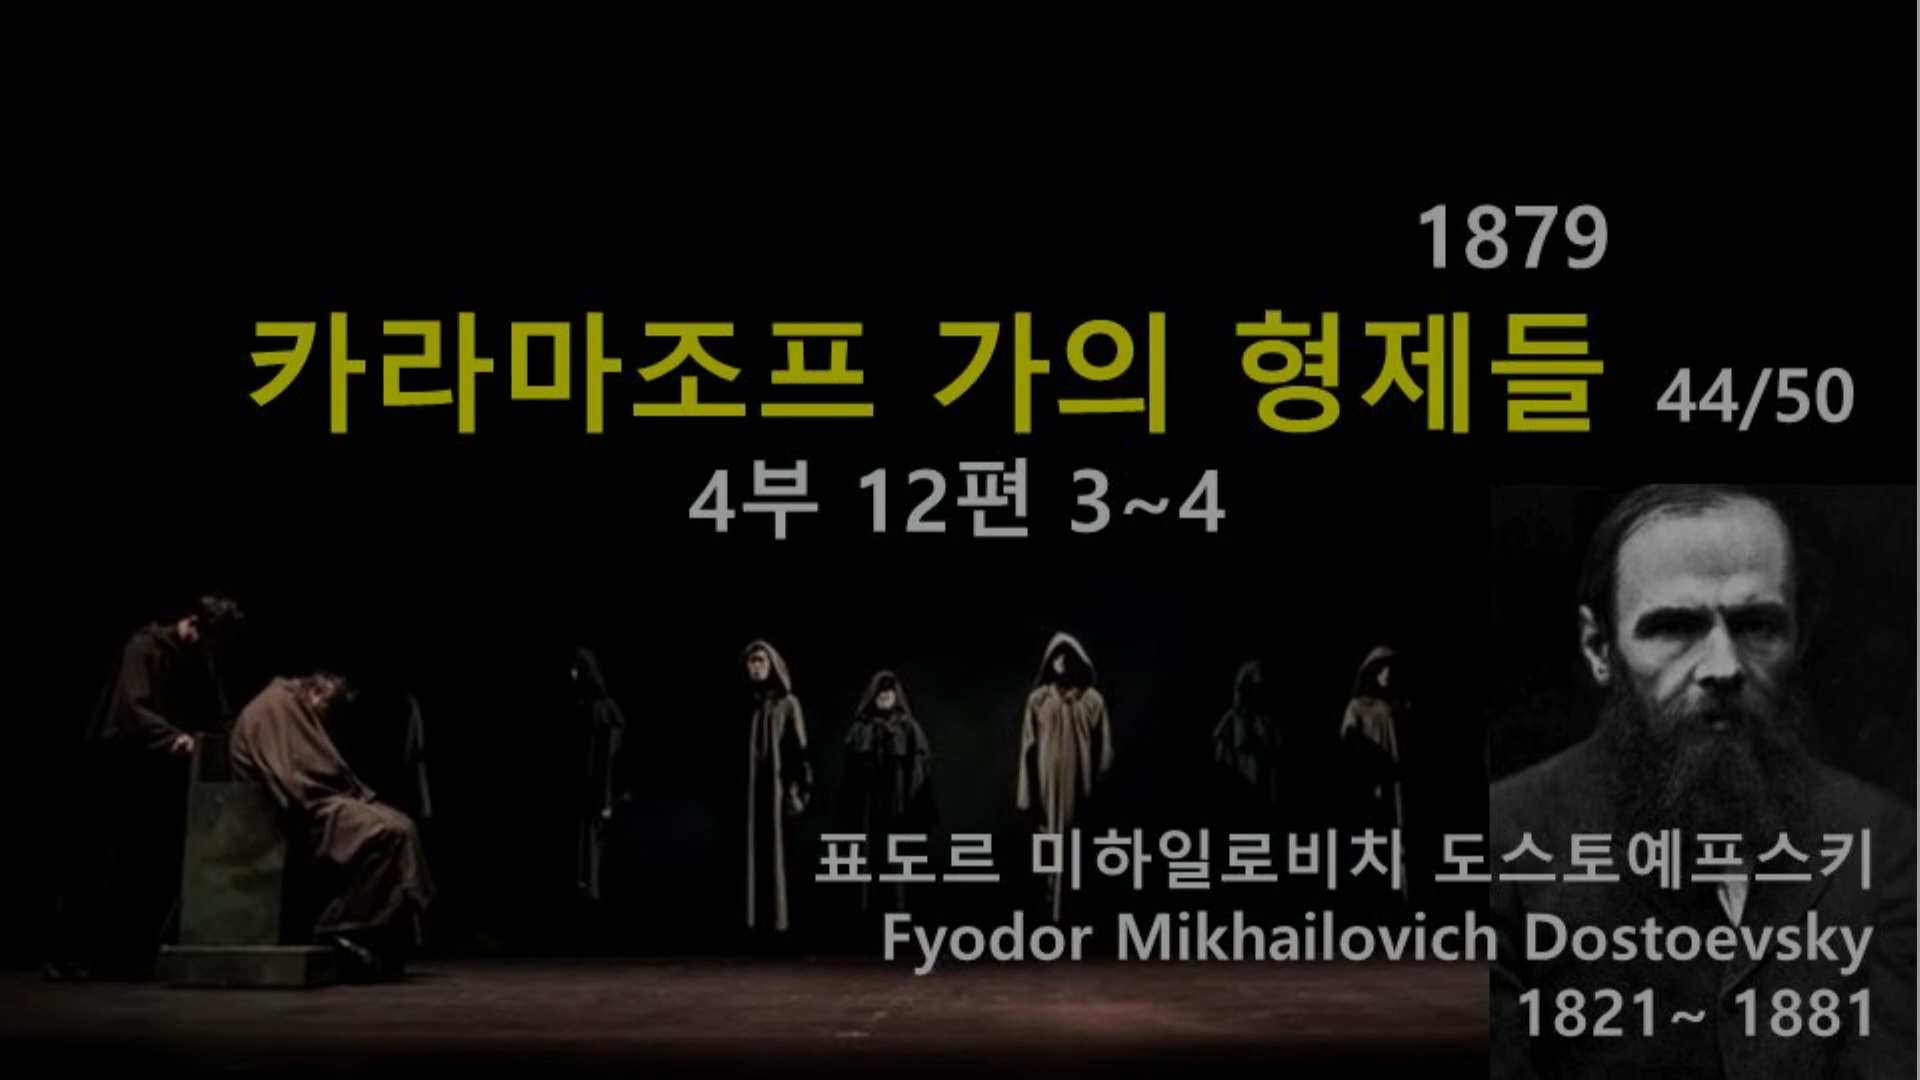 1879
카라마조프 가의 형제들 44/50
4부 12편 3~4
표도르 미하일로비치 도스토예프스키
Fyodor Mikhailovich Dostoevsky
1821~ 1881